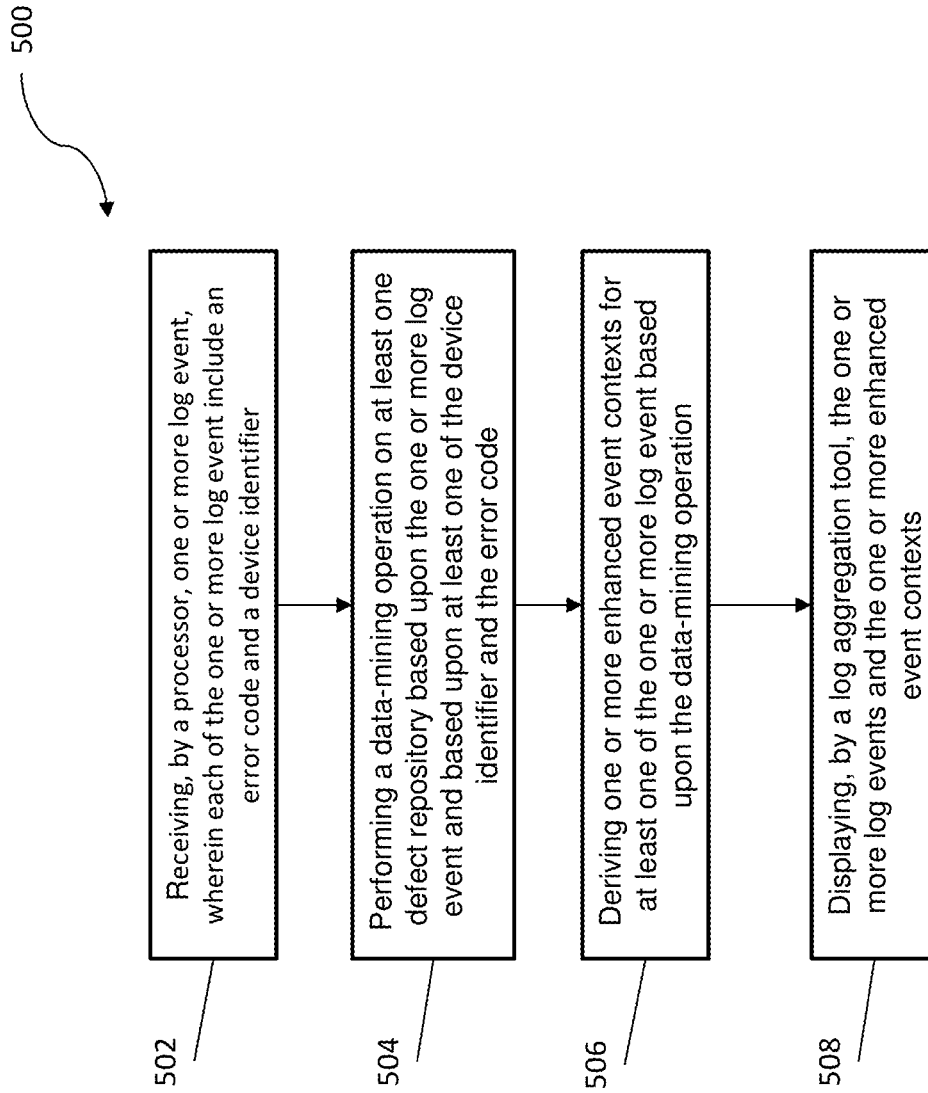 500
502
Receiving, by a processor, one or more log event,
wherein each of the one or more log event include an
error code and a device identifier
504
Performing a data-mining operation on at least one
defect repository based upon the one or more log
event and based upon at least one of the device
identifier and the error code
506
Deriving one or more enhanced event contexts for
at least one of the one or more log event based
upon the data-mining operation
508
Displaying, by a log aggregation tool, the one or
more log events and the one or more enhanced
event contexts